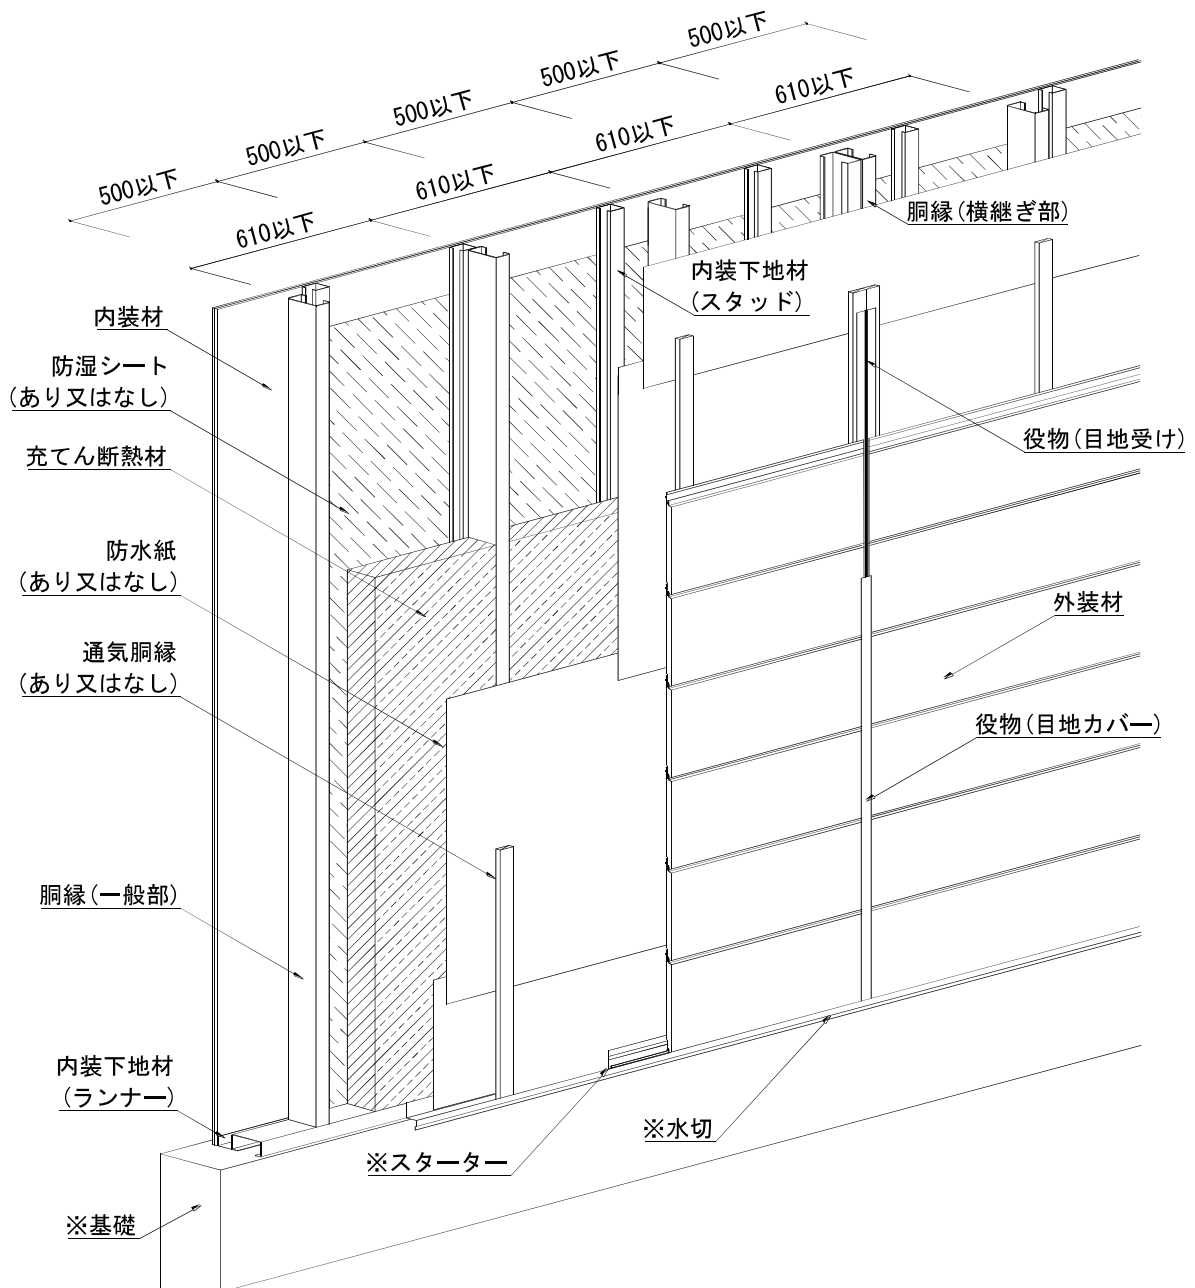 500以下
500以下
500以下
500以下
500以下
610以下
610以下
610以下
610以下
胴縁(横継ぎ部)
内装下地材
(スタッド)
内装材
防湿シート
(あり又はなし)
充てん断熱材
役物(目地受け)
防水紙
(あり又はなし)
外装材
通気胴縁
(あり又はなし)
役物(目地カバー)
胴縁(一般部)
内装下地材
(ランナー)
※水切
※スターター
※基礎